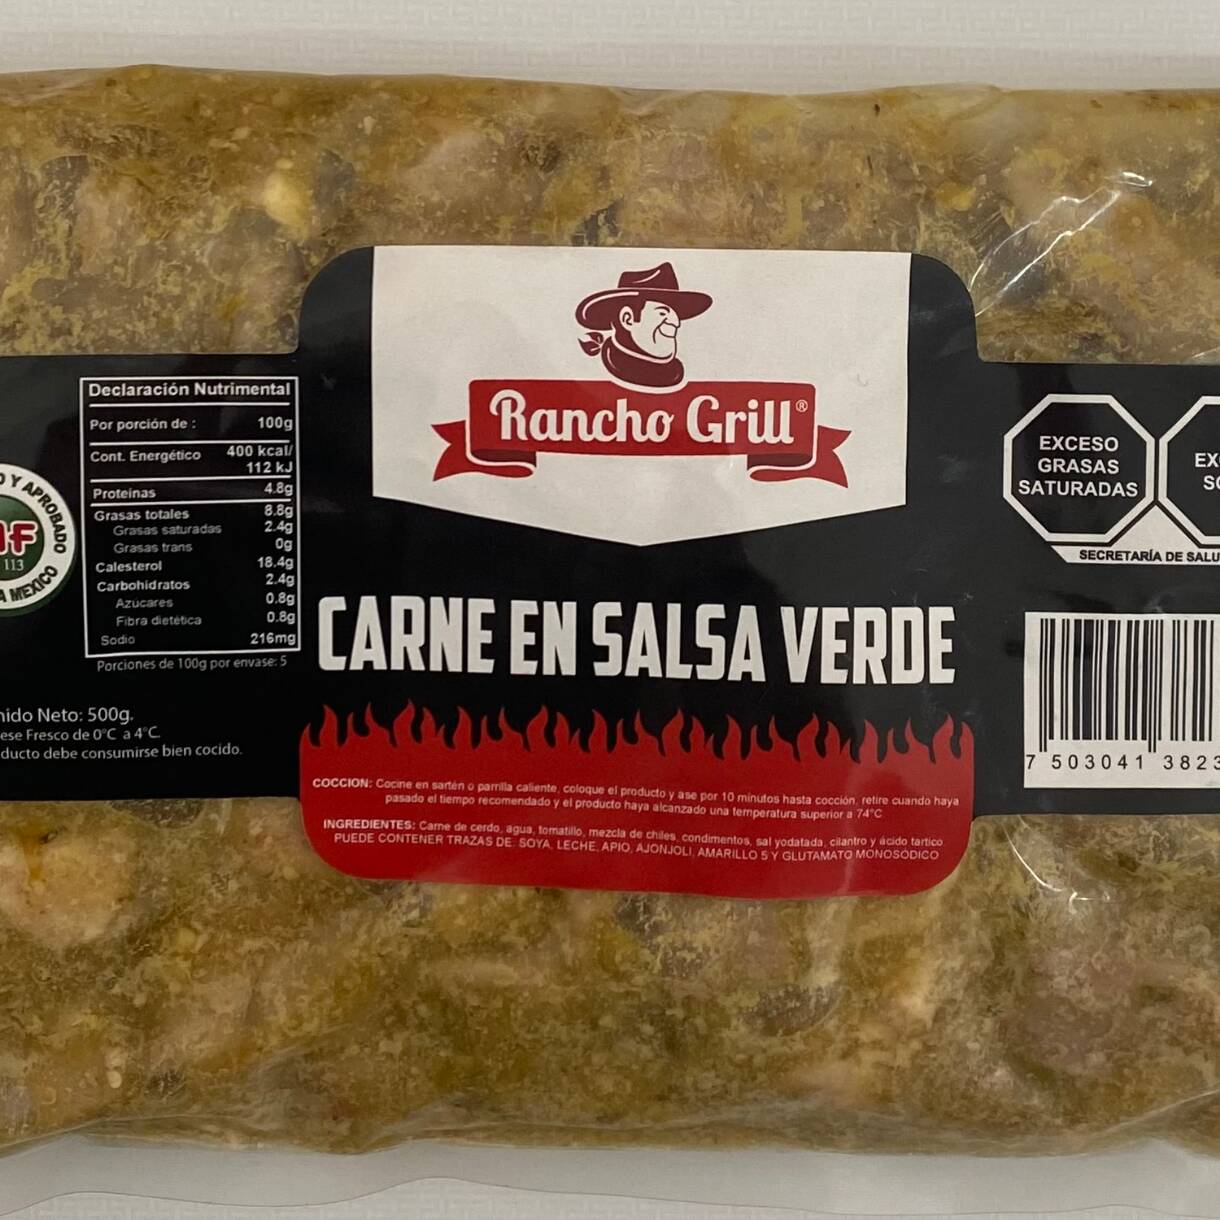 Rancho Grill®
Declaración Nutrimental
Por porción de : 100g
Cont. Energético 400 kcal/
112 kJ
Proteinas 4.8g
Grasas totales 8.8g
Grasas saturadas 2.4g
Grasas trans 0g
Calesterol 18.4g
Carbohidratos 2.4g
Azucares 0.8g
Fibra dietética 0.8g
Sodio 216mg
Porciones de 100g por envase: 5
Y APROBADO
113
MEXICO
Neto: 500g.
Fresco de 0°C a 4°C.
debe consumirse bien cocido.
CARNE EN SALSA VERDE
COCCION: Cocine en sartén o parrilla caliente, coloque el producto y ase por 10 minutos hasta cocción, retire cuando haya
pasado el tiempo recomendado y el producto haya alcanzado una temperatura superior a 74°C
INGREDIENTES: Carne de cerdo, agua, tomatillo, mezcla de chiles, condimentos, sal yodatada, cilantro y ácido tartico
PUEDE CONTENER TRAZAS DE: SOYA, LECHE, APIO, AJONJOLI, AMARILLO 5 Y GLUTAMATO MONOSÓDICO
EXCESO
GRASAS
SATURADAS
SECRETARÍA DE
7 503041 3823